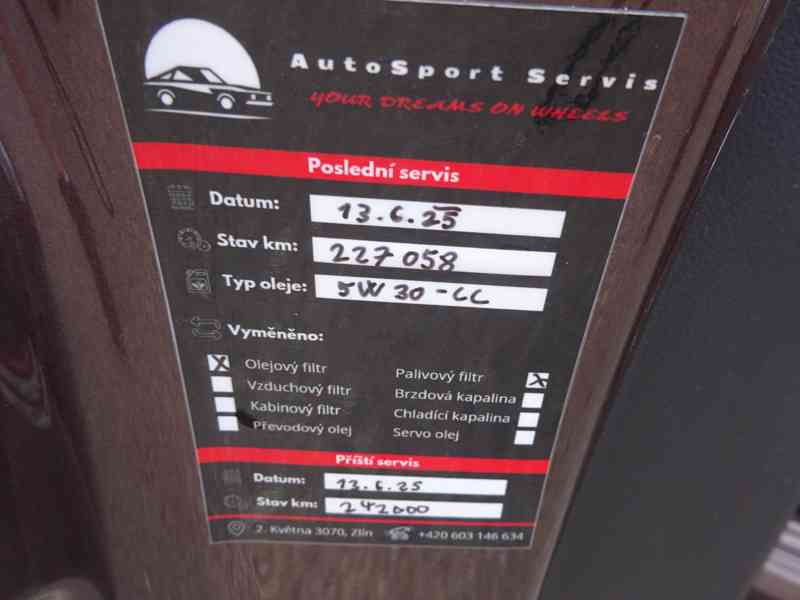 AutoSport Servis
YOUR DREAMS ON WHEELS
Poslední servis
Datum: 13.6.25
Stav km: 227 058
Typ oleje: 5W 30 - LL
Vyměněno:
Olejový filtr X
Vzduchový filtr
Kabinový filtr
Převodový olej
Palivový filtr X
Brzdová kapalina
Chladící kapalina
Servo olej
Příští servis
Datum: 13.6.25
Stav km: 242000
2. Května 3070, Zlín +420 603 146 634